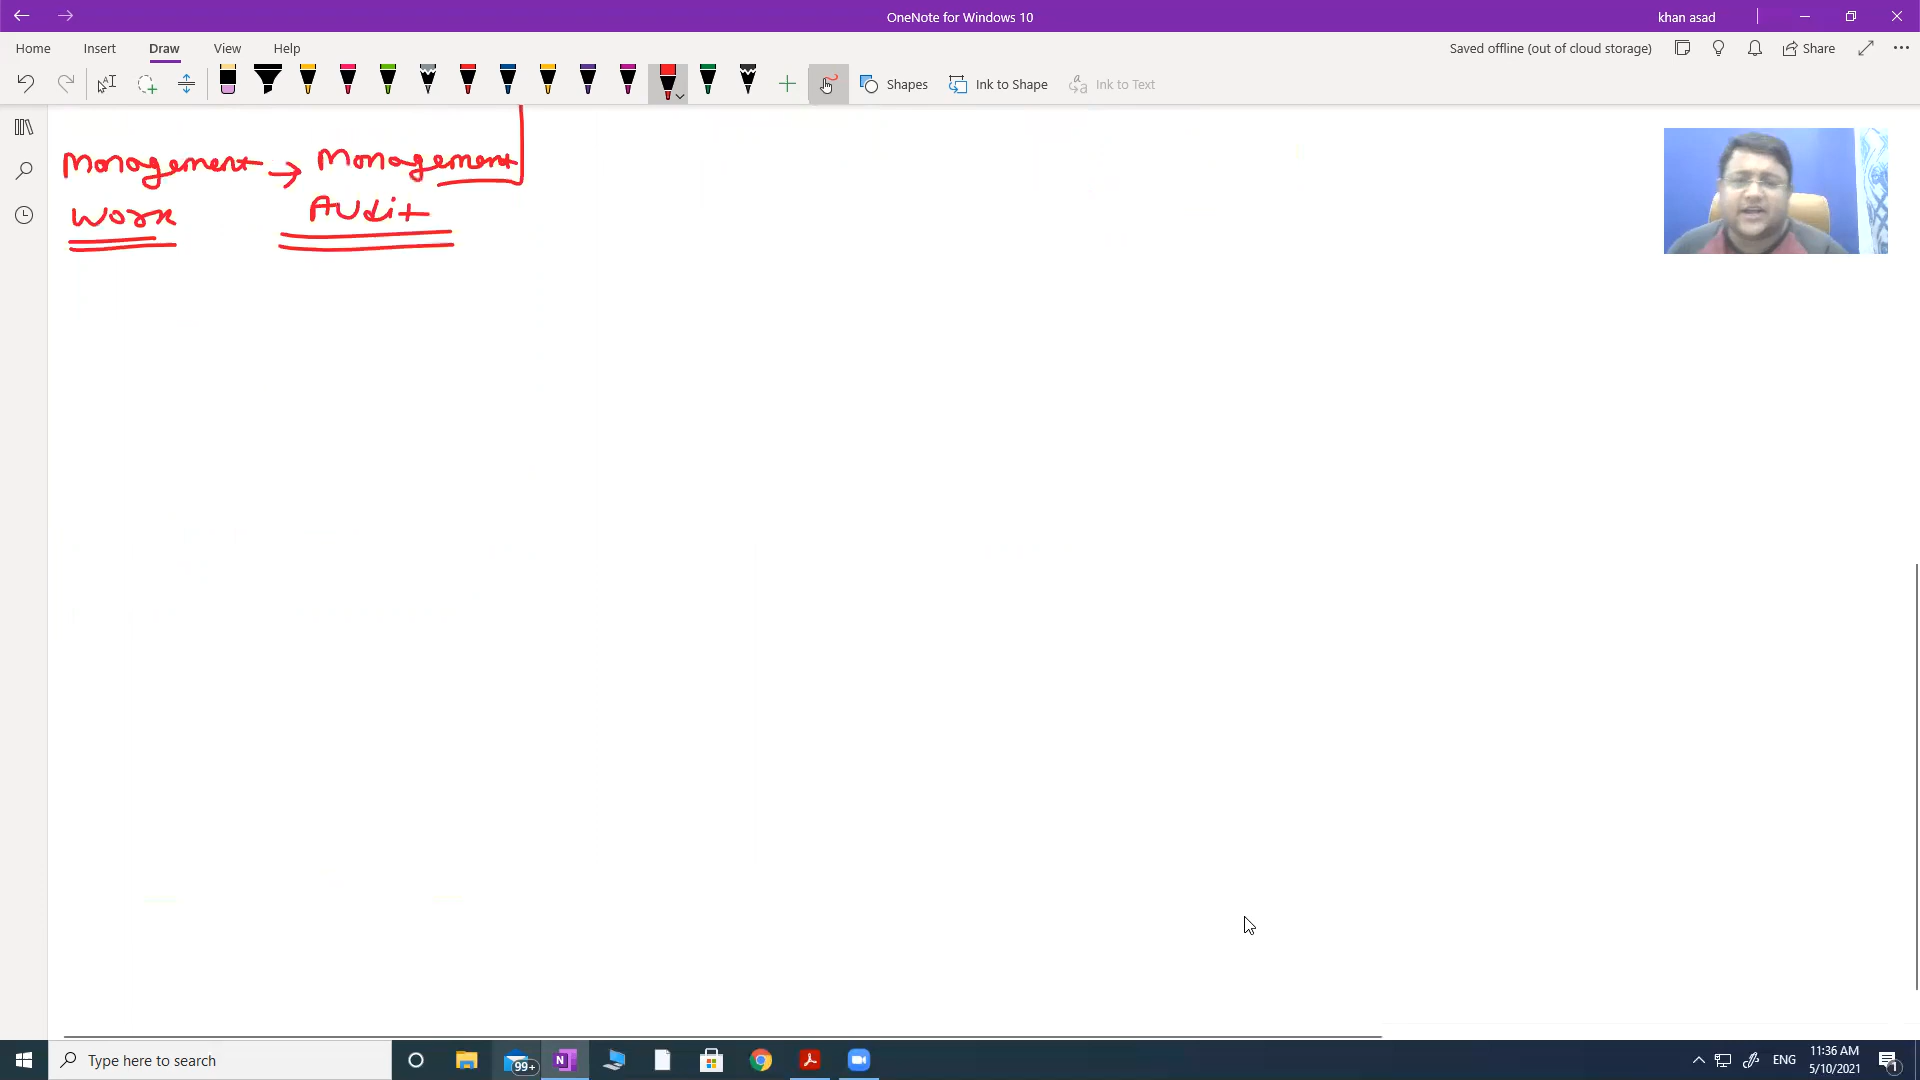 OneNote for Windows 10
khan asad
Home Insert Draw View Help
Saved offline (out of cloud storage)
Share
Shapes
Ink to Shape
Ink to Text
Management → Management
Work Audit
Type here to search
99+
ENG
11:36 AM
5/10/2021
1